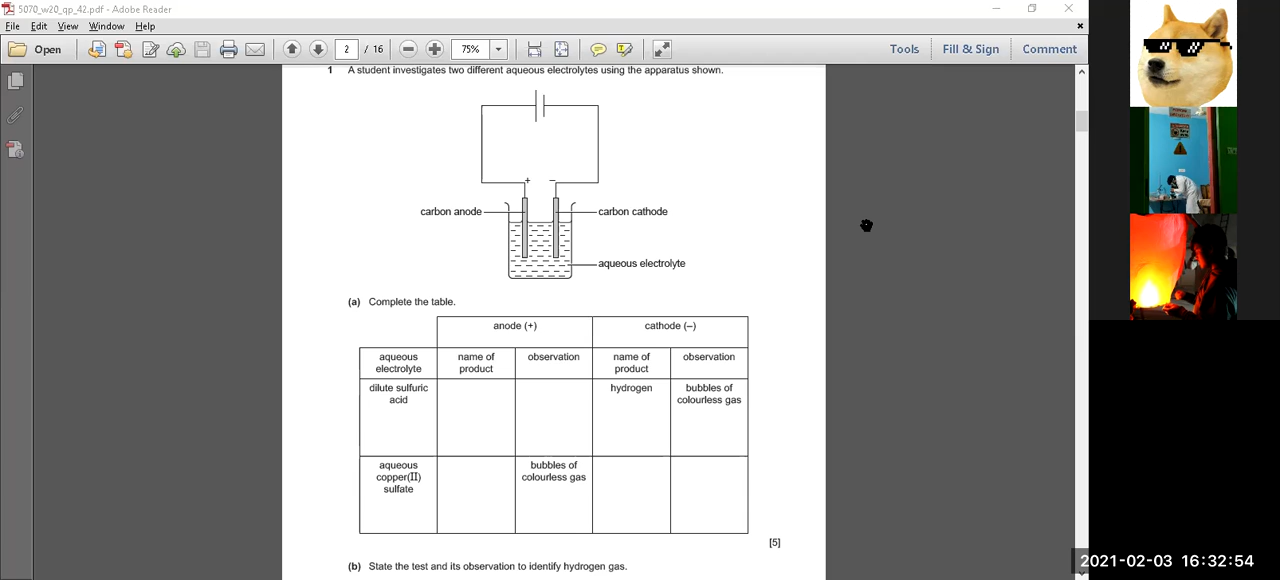 5070_w20_qp_42.pdf - Adobe Reader
File Edit View Window Help
Open 2 / 16 75% Tools Fill & Sign Comment
1 A student investigates two different aqueous electrolytes using the apparatus shown.
+ –
carbon anode carbon cathode
aqueous electrolyte
(a) Complete the table.
anode (+) cathode (–)
aqueous electrolyte
name of product
observation
name of product
observation
dilute sulfuric acid
hydrogen
bubbles of colourless gas
aqueous copper(II) sulfate
bubbles of colourless gas
[5]
(b) State the test and its observation to identify hydrogen gas.
2021-02-03 16:32:54